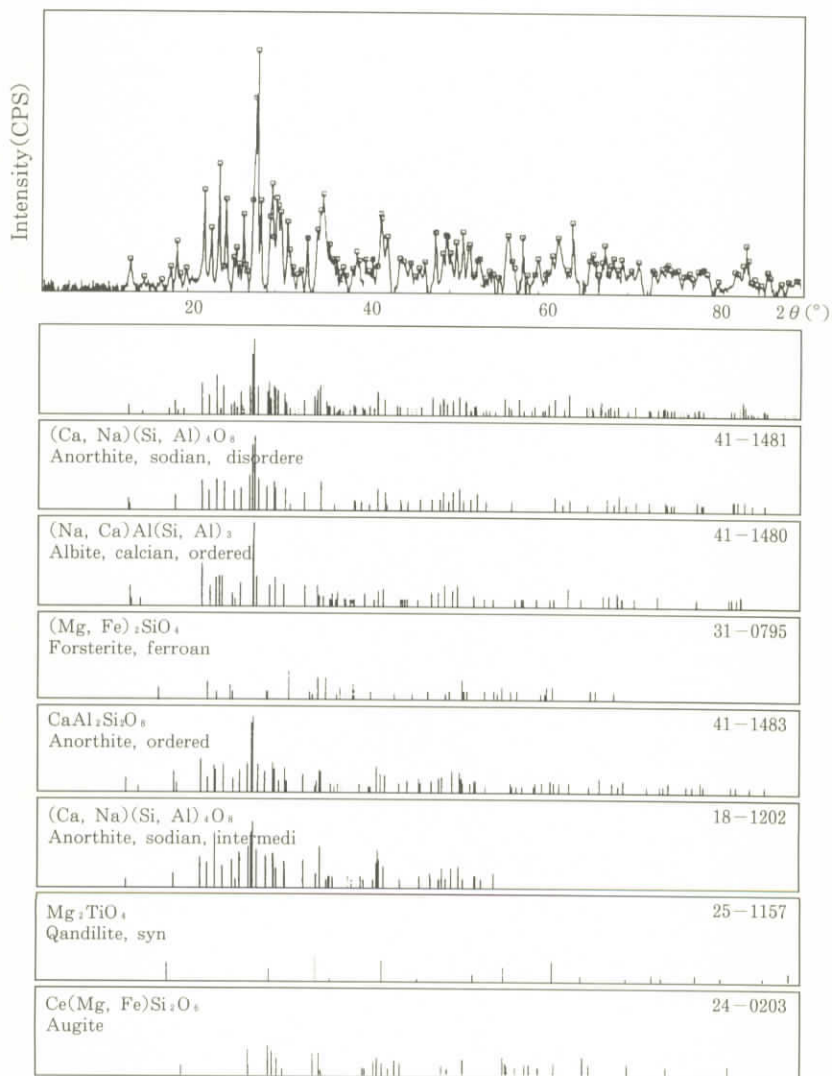 Intensity(CPS)
20 40 60 80 2θ(°)
(Ca, Na)(Si, Al)₄O₈ 41-1481
Anorthite, sodian, disordere
(Na, Ca)Al(Si, Al)₃ 41-1480
Albite, calcian, ordered
(Mg, Fe)₂SiO₄ 31-0795
Forsterite, ferroan
CaAl₂Si₂O₈ 41-1483
Anorthite, ordered
(Ca, Na)(Si, Al)₄O₈ 18-1202
Anorthite, sodian, intermedi
Mg₂TiO₄ 25-1157
Qandilite, syn
Ce(Mg, Fe)Si₂O₆ 24-0203
Augite